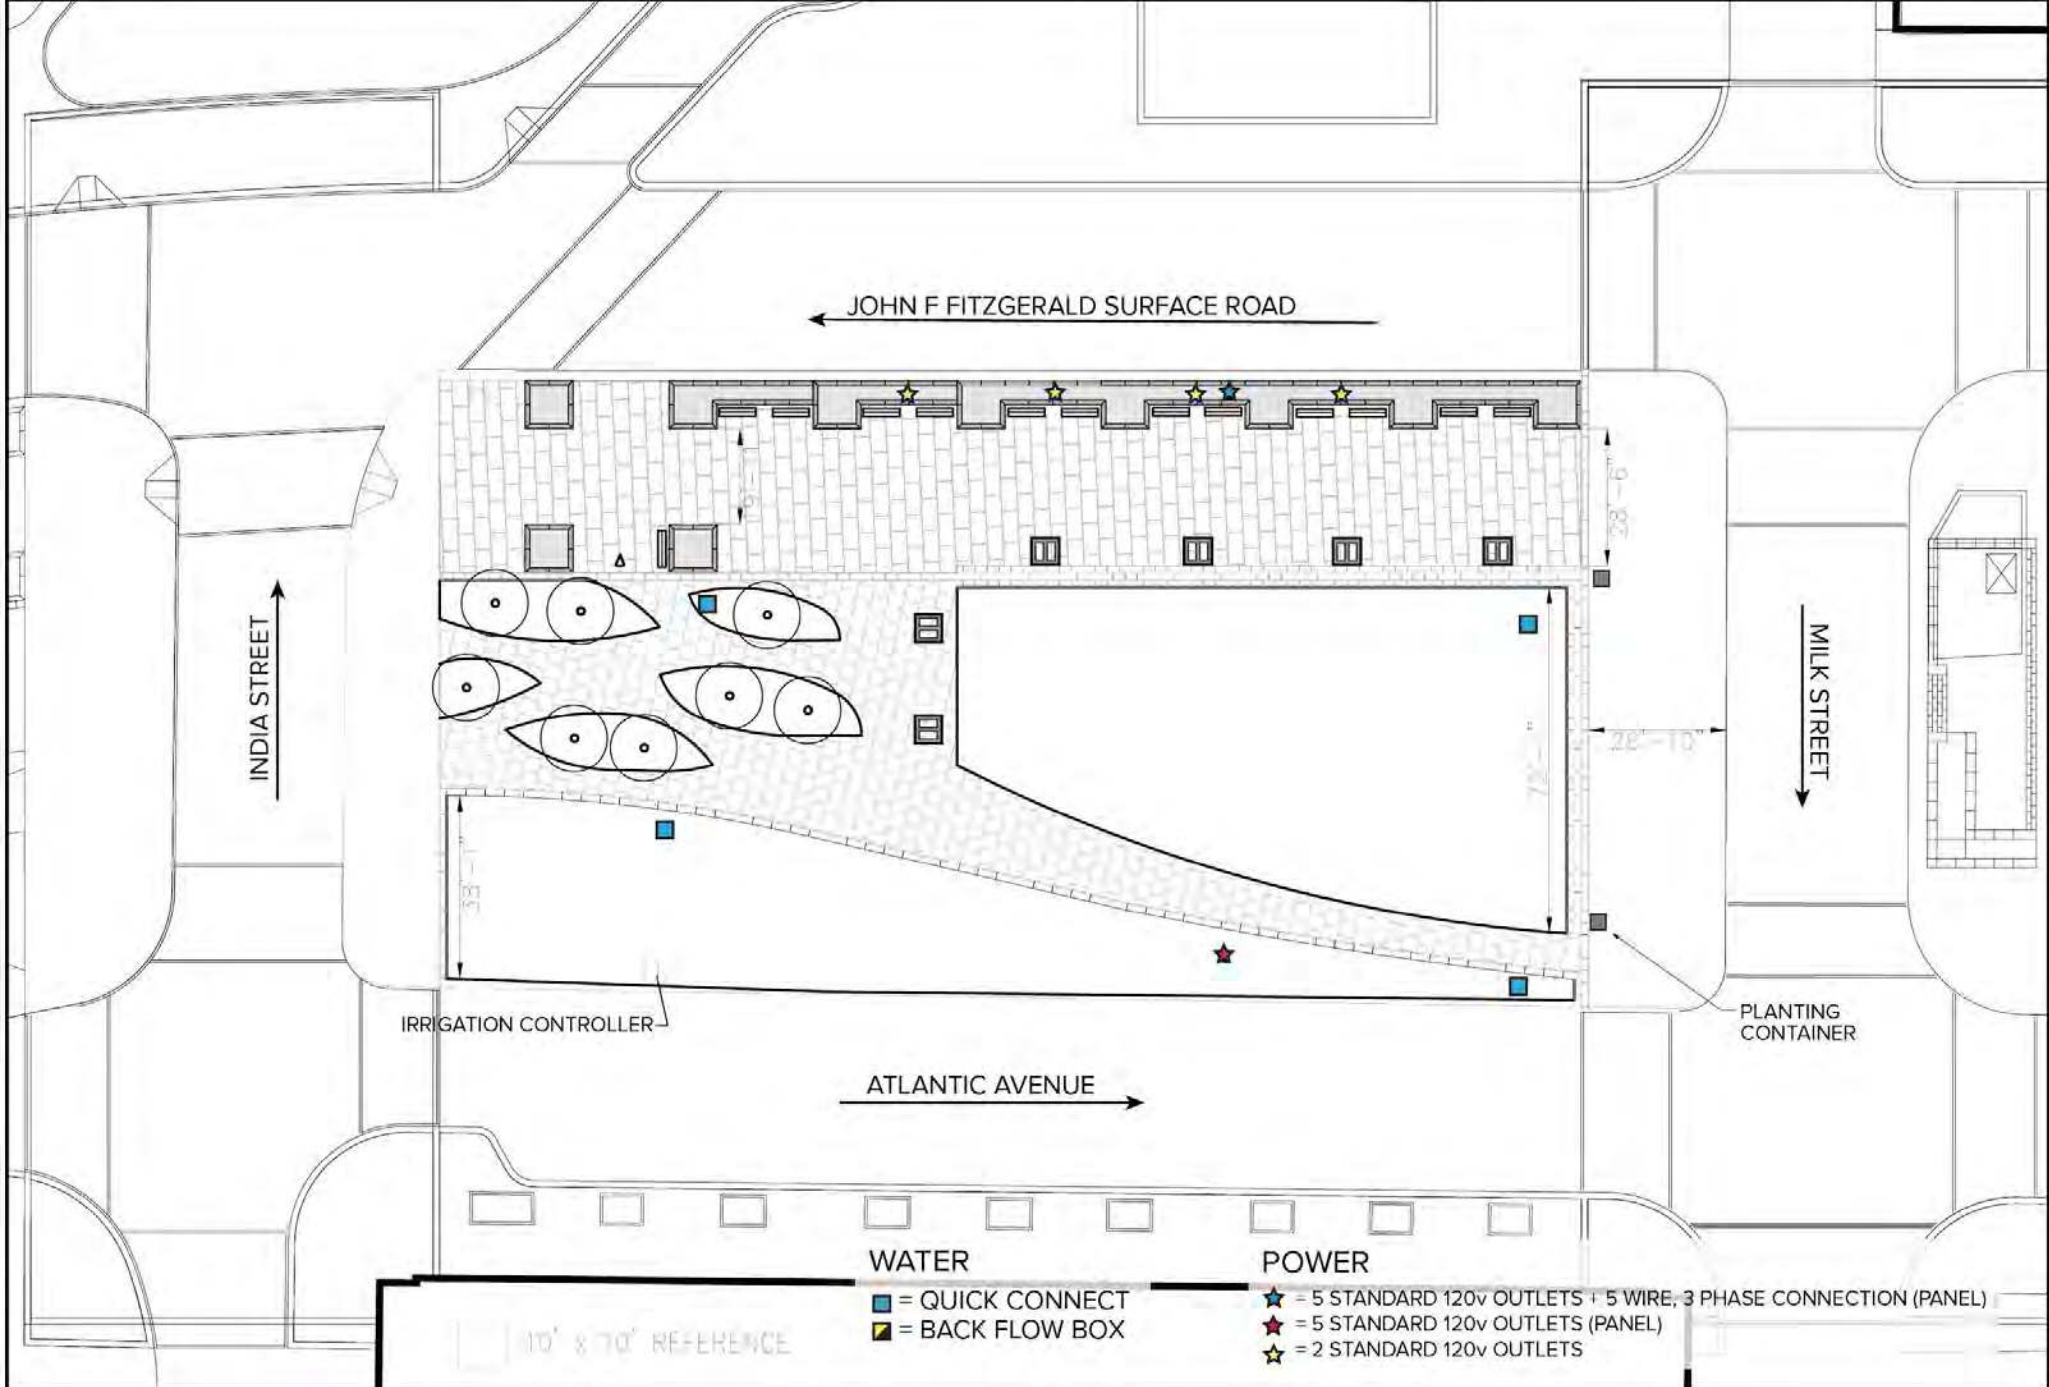 JOHN F FITZGERALD SURFACE ROAD
28'-6"
INDIA STREET
MILK STREET
28'-10"
IRRIGATION CONTROLLER
PLANTING
CONTAINER
ATLANTIC AVENUE
WATER
= QUICK CONNECT
= BACK FLOW BOX
POWER
= 5 STANDARD 120v OUTLETS + 5 WIRE, 3 PHASE CONNECTION (PANEL)
= 5 STANDARD 120v OUTLETS (PANEL)
= 2 STANDARD 120v OUTLETS
10' x 10' REFERENCE